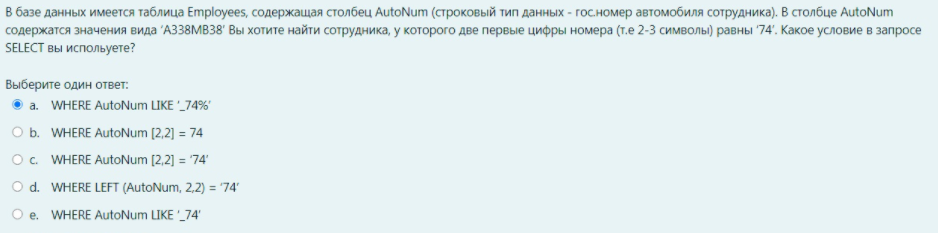 В базе данных имеется таблица Employees, содержащая столбец AutoNum (строковый тип данных - гос.номер автомобиля сотрудника). В столбце AutoNum
содержатся значения вида 'А338МВ38' Вы хотите найти сотрудника, у которого две первые цифры номера (т.е 2-3 символы) равны '74'. Какое условие в запросе
SELECT вы испольуете?
Выберите один ответ:
a. WHERE AutoNum LIKE '_74%'
b. WHERE AutoNum [2,2] = 74
c. WHERE AutoNum [2,2] = '74'
d. WHERE LEFT (AutoNum, 2,2) = '74'
e. WHERE AutoNum LIKE '_74'